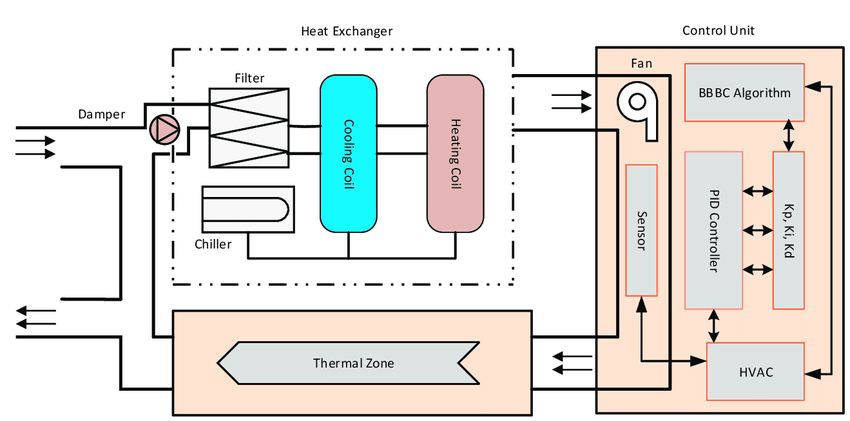 Heat Exchanger
Control Unit
Filter
Fan
Damper
BBBC Algorithm
Cooling Coil
Heating Coil
Sensor
PID Controller
Kp, Ki, Kd
Chiller
Thermal Zone
HVAC